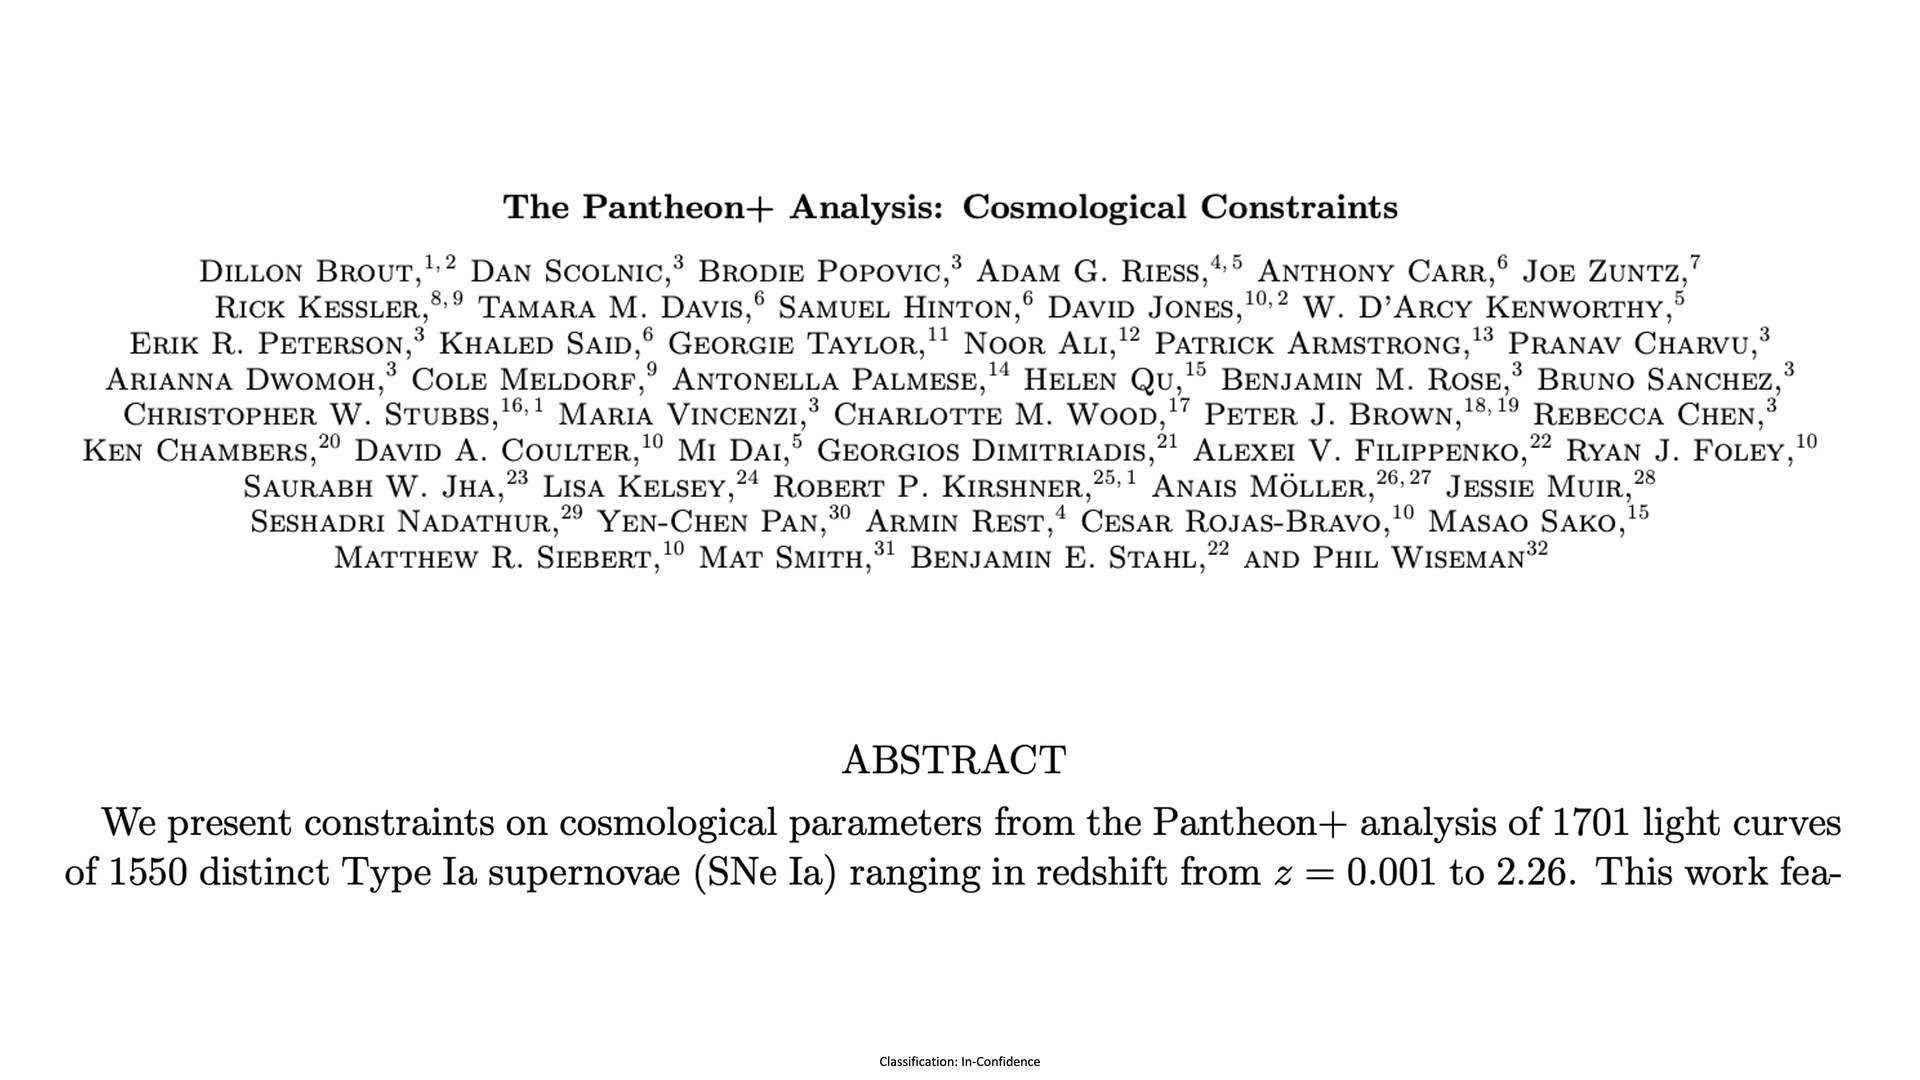 The Pantheon+ Analysis: Cosmological Constraints
Dillon Brout,1, 2 Dan Scolnic,3 Brodie Popovic,3 Adam G. Riess,4, 5 Anthony Carr,6 Joe Zuntz,7
Rick Kessler,8, 9 Tamara M. Davis,6 Samuel Hinton,6 David Jones,10, 2 W. D'Arcy Kenworthy,5
Erik R. Peterson,3 Khaled Said,6 Georgie Taylor,11 Noor Ali,12 Patrick Armstrong,13 Pranav Charvu,3
Arianna Dwomoh,3 Cole Meldorf,9 Antonella Palmese,14 Helen Qu,15 Benjamin M. Rose,3 Bruno Sanchez,3
Christopher W. Stubbs,16, 1 Maria Vincenzi,3 Charlotte M. Wood,17 Peter J. Brown,18, 19 Rebecca Chen,3
Ken Chambers,20 David A. Coulter,10 Mi Dai,5 Georgios Dimitriadis,21 Alexei V. Filippenko,22 Ryan J. Foley,10
Saurabh W. Jha,23 Lisa Kelsey,24 Robert P. Kirshner,25, 1 Anais Möller,26, 27 Jessie Muir,28
Seshadri Nadathur,29 Yen-Chen Pan,30 Armin Rest,4 Cesar Rojas-Bravo,10 Masao Sako,15
Matthew R. Siebert,10 Mat Smith,31 Benjamin E. Stahl,22 and Phil Wiseman32
ABSTRACT
We present constraints on cosmological parameters from the Pantheon+ analysis of 1701 light curves
of 1550 distinct Type Ia supernovae (SNe Ia) ranging in redshift from z = 0.001 to 2.26. This work fea-
Classification: In-Confidence